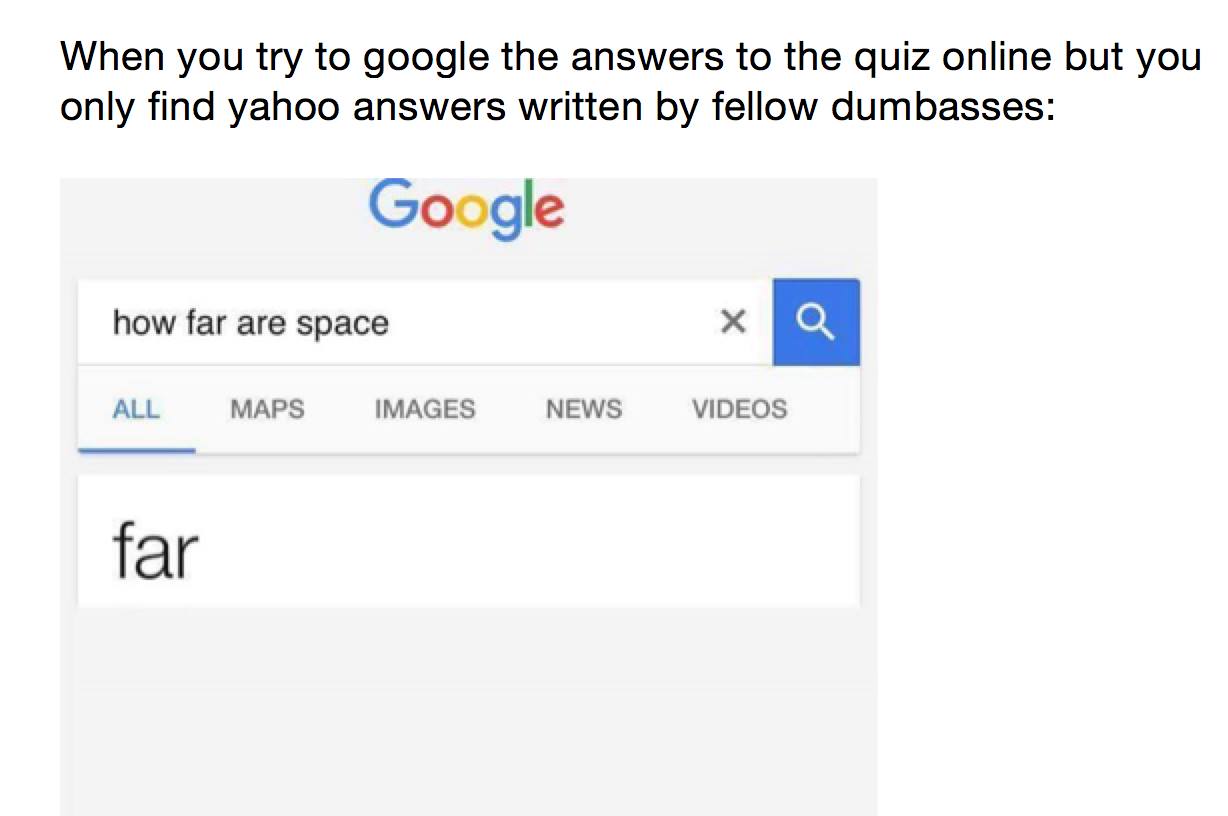 When you try to google the answers to the quiz online but you
only find yahoo answers written by fellow dumbasses:
Google
how far are space
ALL MAPS IMAGES NEWS VIDEOS
far